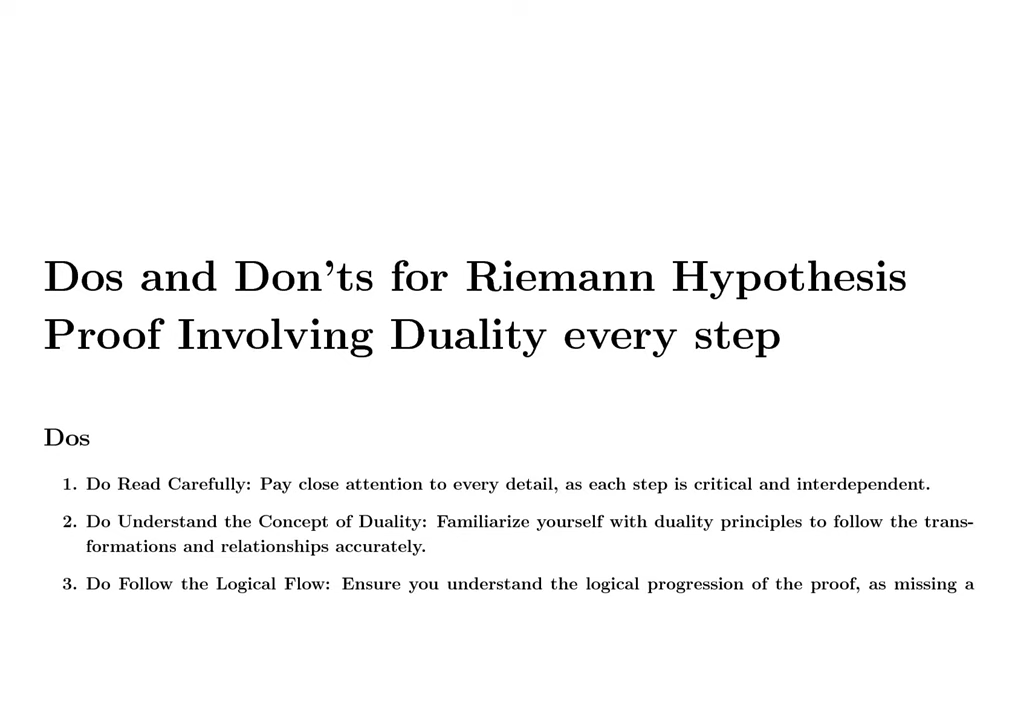 Dos and Don'ts for Riemann Hypothesis
Proof Involving Duality every step
Dos
1. Do Read Carefully: Pay close attention to every detail, as each step is critical and interdependent.
2. Do Understand the Concept of Duality: Familiarize yourself with duality principles to follow the trans-
formations and relationships accurately.
3. Do Follow the Logical Flow: Ensure you understand the logical progression of the proof, as missing a